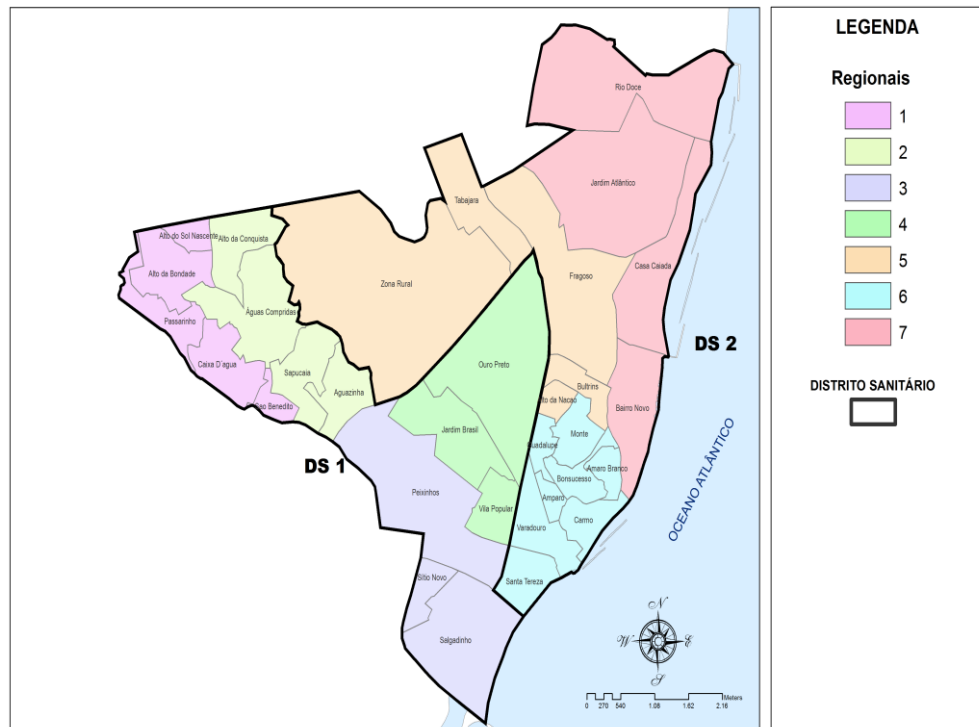 Rio Doce
Jardim Atlântico
Tabajara
Alto do Sol Nascente
Alto da Conquista
Casa Caiada
Alto da Bondade
Fragoso
Zona Rural
Águas Compridas
Passarinho
DS 2
Ouro Preto
Caixa D´agua
Sapucaia
Aguazinha
Bultrins
Bairro Novo
Monte
Jardim Brasil
Guadalupe
DS 1
Amaro Branco
Bonsucesso
Peixinhos
Amparo
Vila Popular
Carmo
Varadouro
Sítio Novo
Santa Tereza
Salgadinho
OCEANO ATLÂNTICO
N
W
E
S
Meters
0 270 540 1.08 1.62 2.16
LEGENDA
Regionais
1
2
3
4
5
6
7
DISTRITO SANITÁRIO